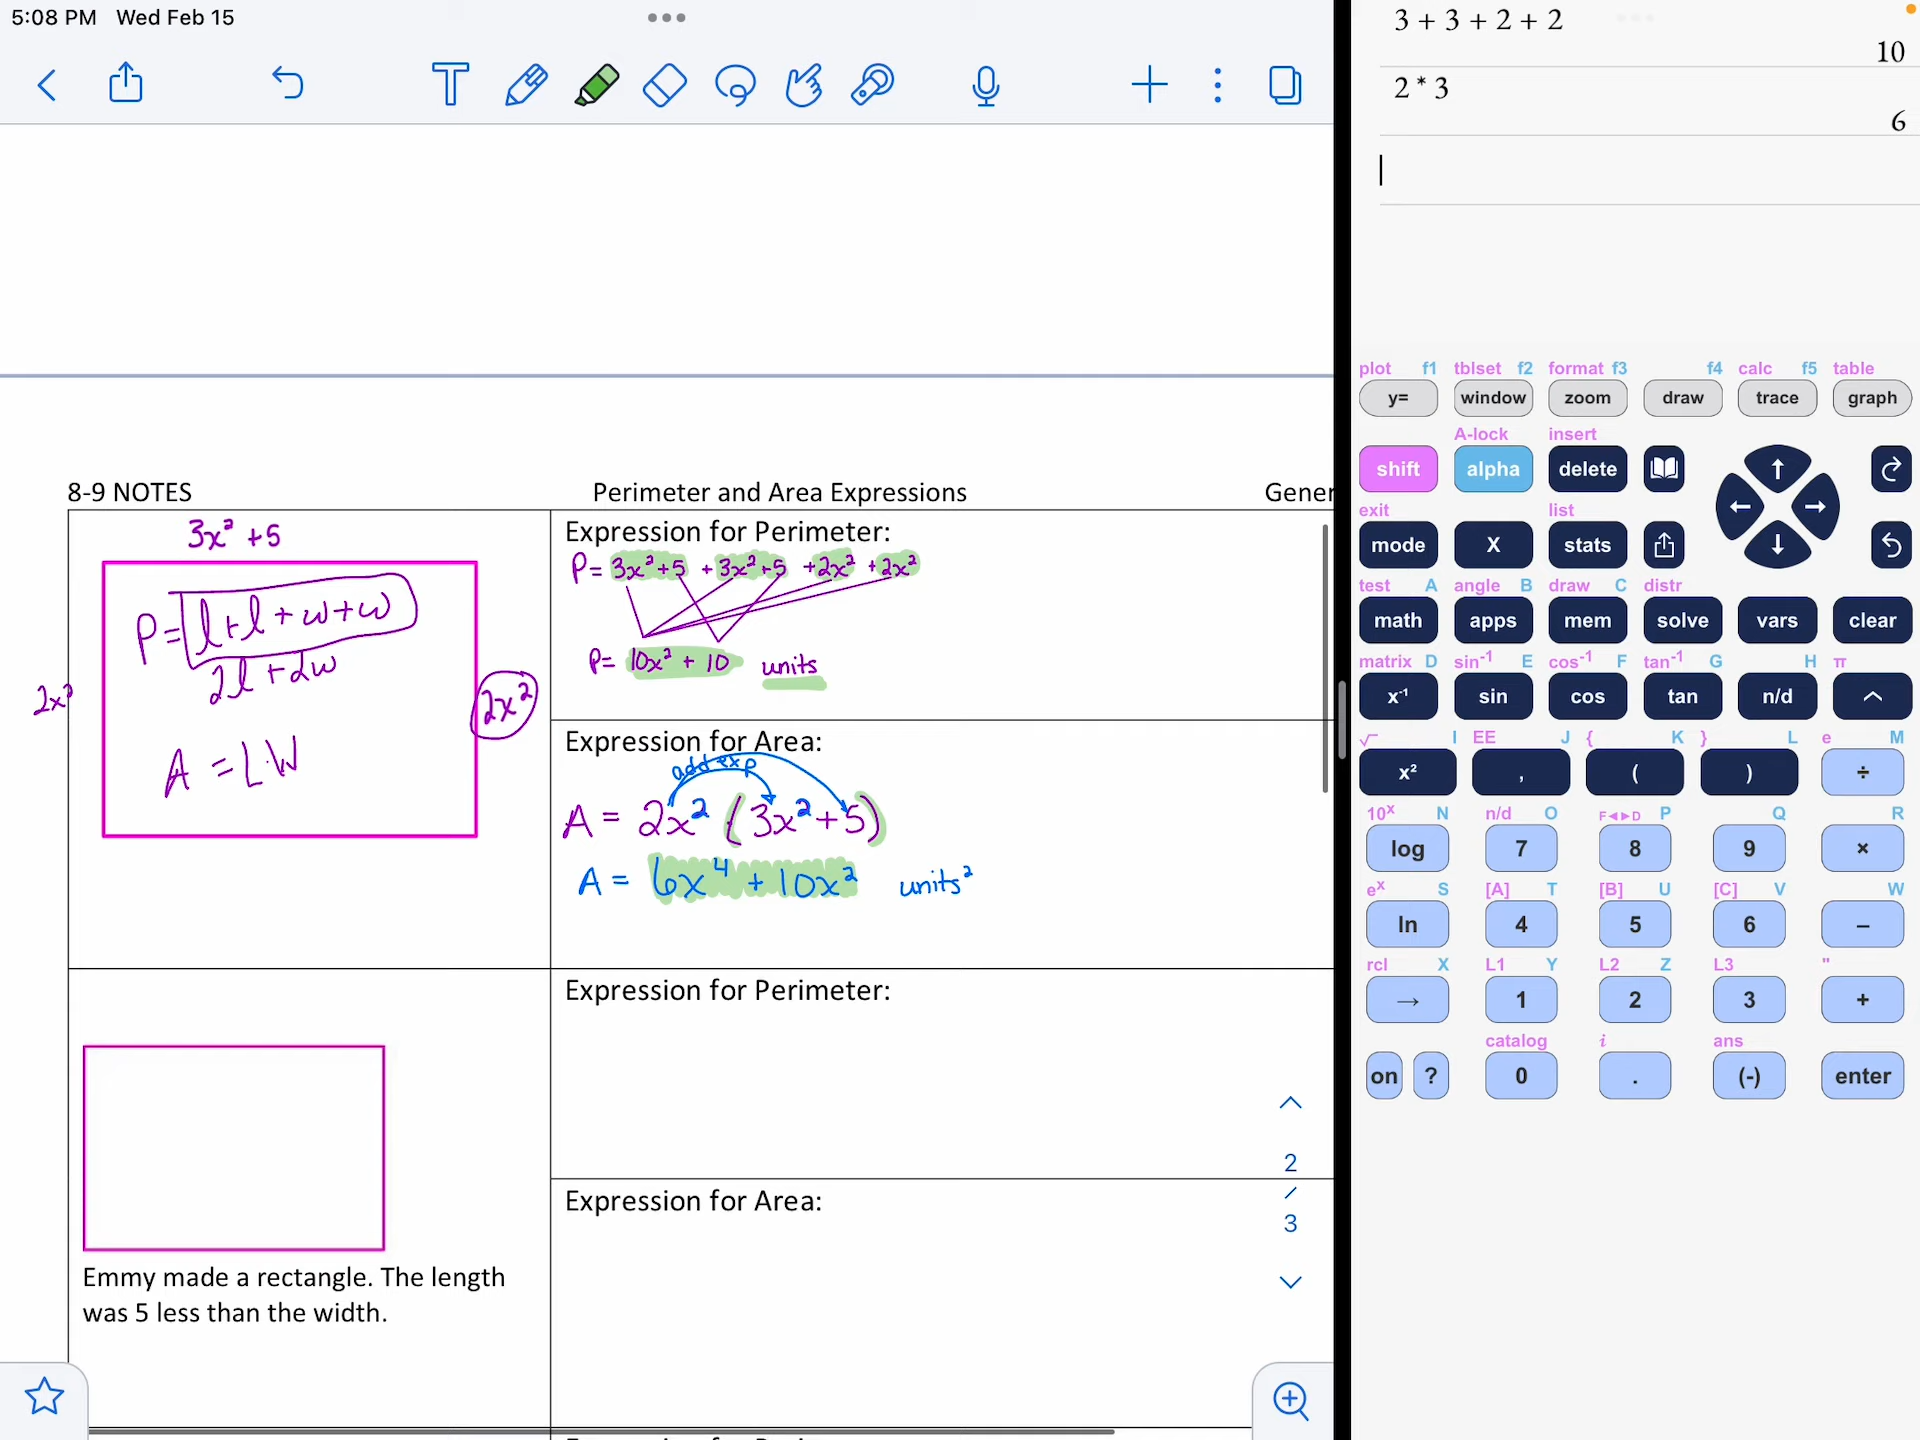 5:08 PM Wed Feb 15
8-9 NOTES
Perimeter and Area Expressions
Gener
3x² +5
P= l+l+w+w
2l +2w
2x²
2x²
A = L·W
Expression for Perimeter:
P= 3x²+5 +3x²+5 +2x² +2x²
P= 10x² + 10 units
Expression for Area:
add exp
A = 2x² (3x²+5)
A = 6x⁴ + 10x² units²
Emmy made a rectangle. The length
was 5 less than the width.
Expression for Perimeter:
Expression for Area:
2
/
3
3 + 3 + 2 + 2
10
2 * 3
6
plot f1 tblset f2 format f3 f4 calc f5 table
y= window zoom draw trace graph
A-lock insert
shift alpha delete
exit list
mode X stats
test A angle B draw C distr
math apps mem solve vars clear
matrix D sin⁻¹ E cos⁻¹ F tan⁻¹ G H π
x⁻¹ sin cos tan n/d ^
√ I EE J { K } L e M
x² , ( ) ÷
10ˣ N n/d O F◄►D P Q R
log 7 8 9 ×
eˣ S [A] T [B] U [C] V W
ln 4 5 6 −
rcl X L1 Y L2 Z L3 "
→ 1 2 3 +
catalog i ans
on ? 0 . (-) enter